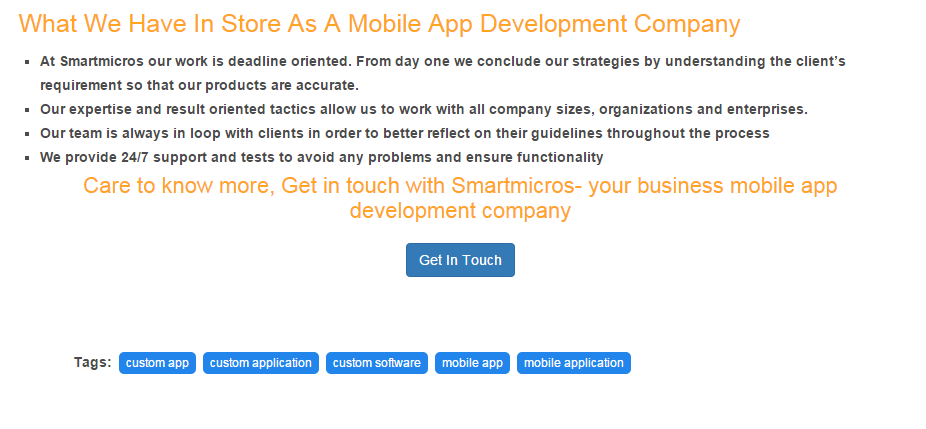 What We Have In Store As A Mobile App Development Company
At Smartmicros our work is deadline oriented. From day one we conclude our strategies by understanding the client’s
requirement so that our products are accurate.
Our expertise and result oriented tactics allow us to work with all company sizes, organizations and enterprises.
Our team is always in loop with clients in order to better reflect on their guidelines throughout the process
We provide 24/7 support and tests to avoid any problems and ensure functionality
Care to know more, Get in touch with Smartmicros- your business mobile app
development company
Get In Touch
Tags: custom app custom application custom software mobile app mobile application